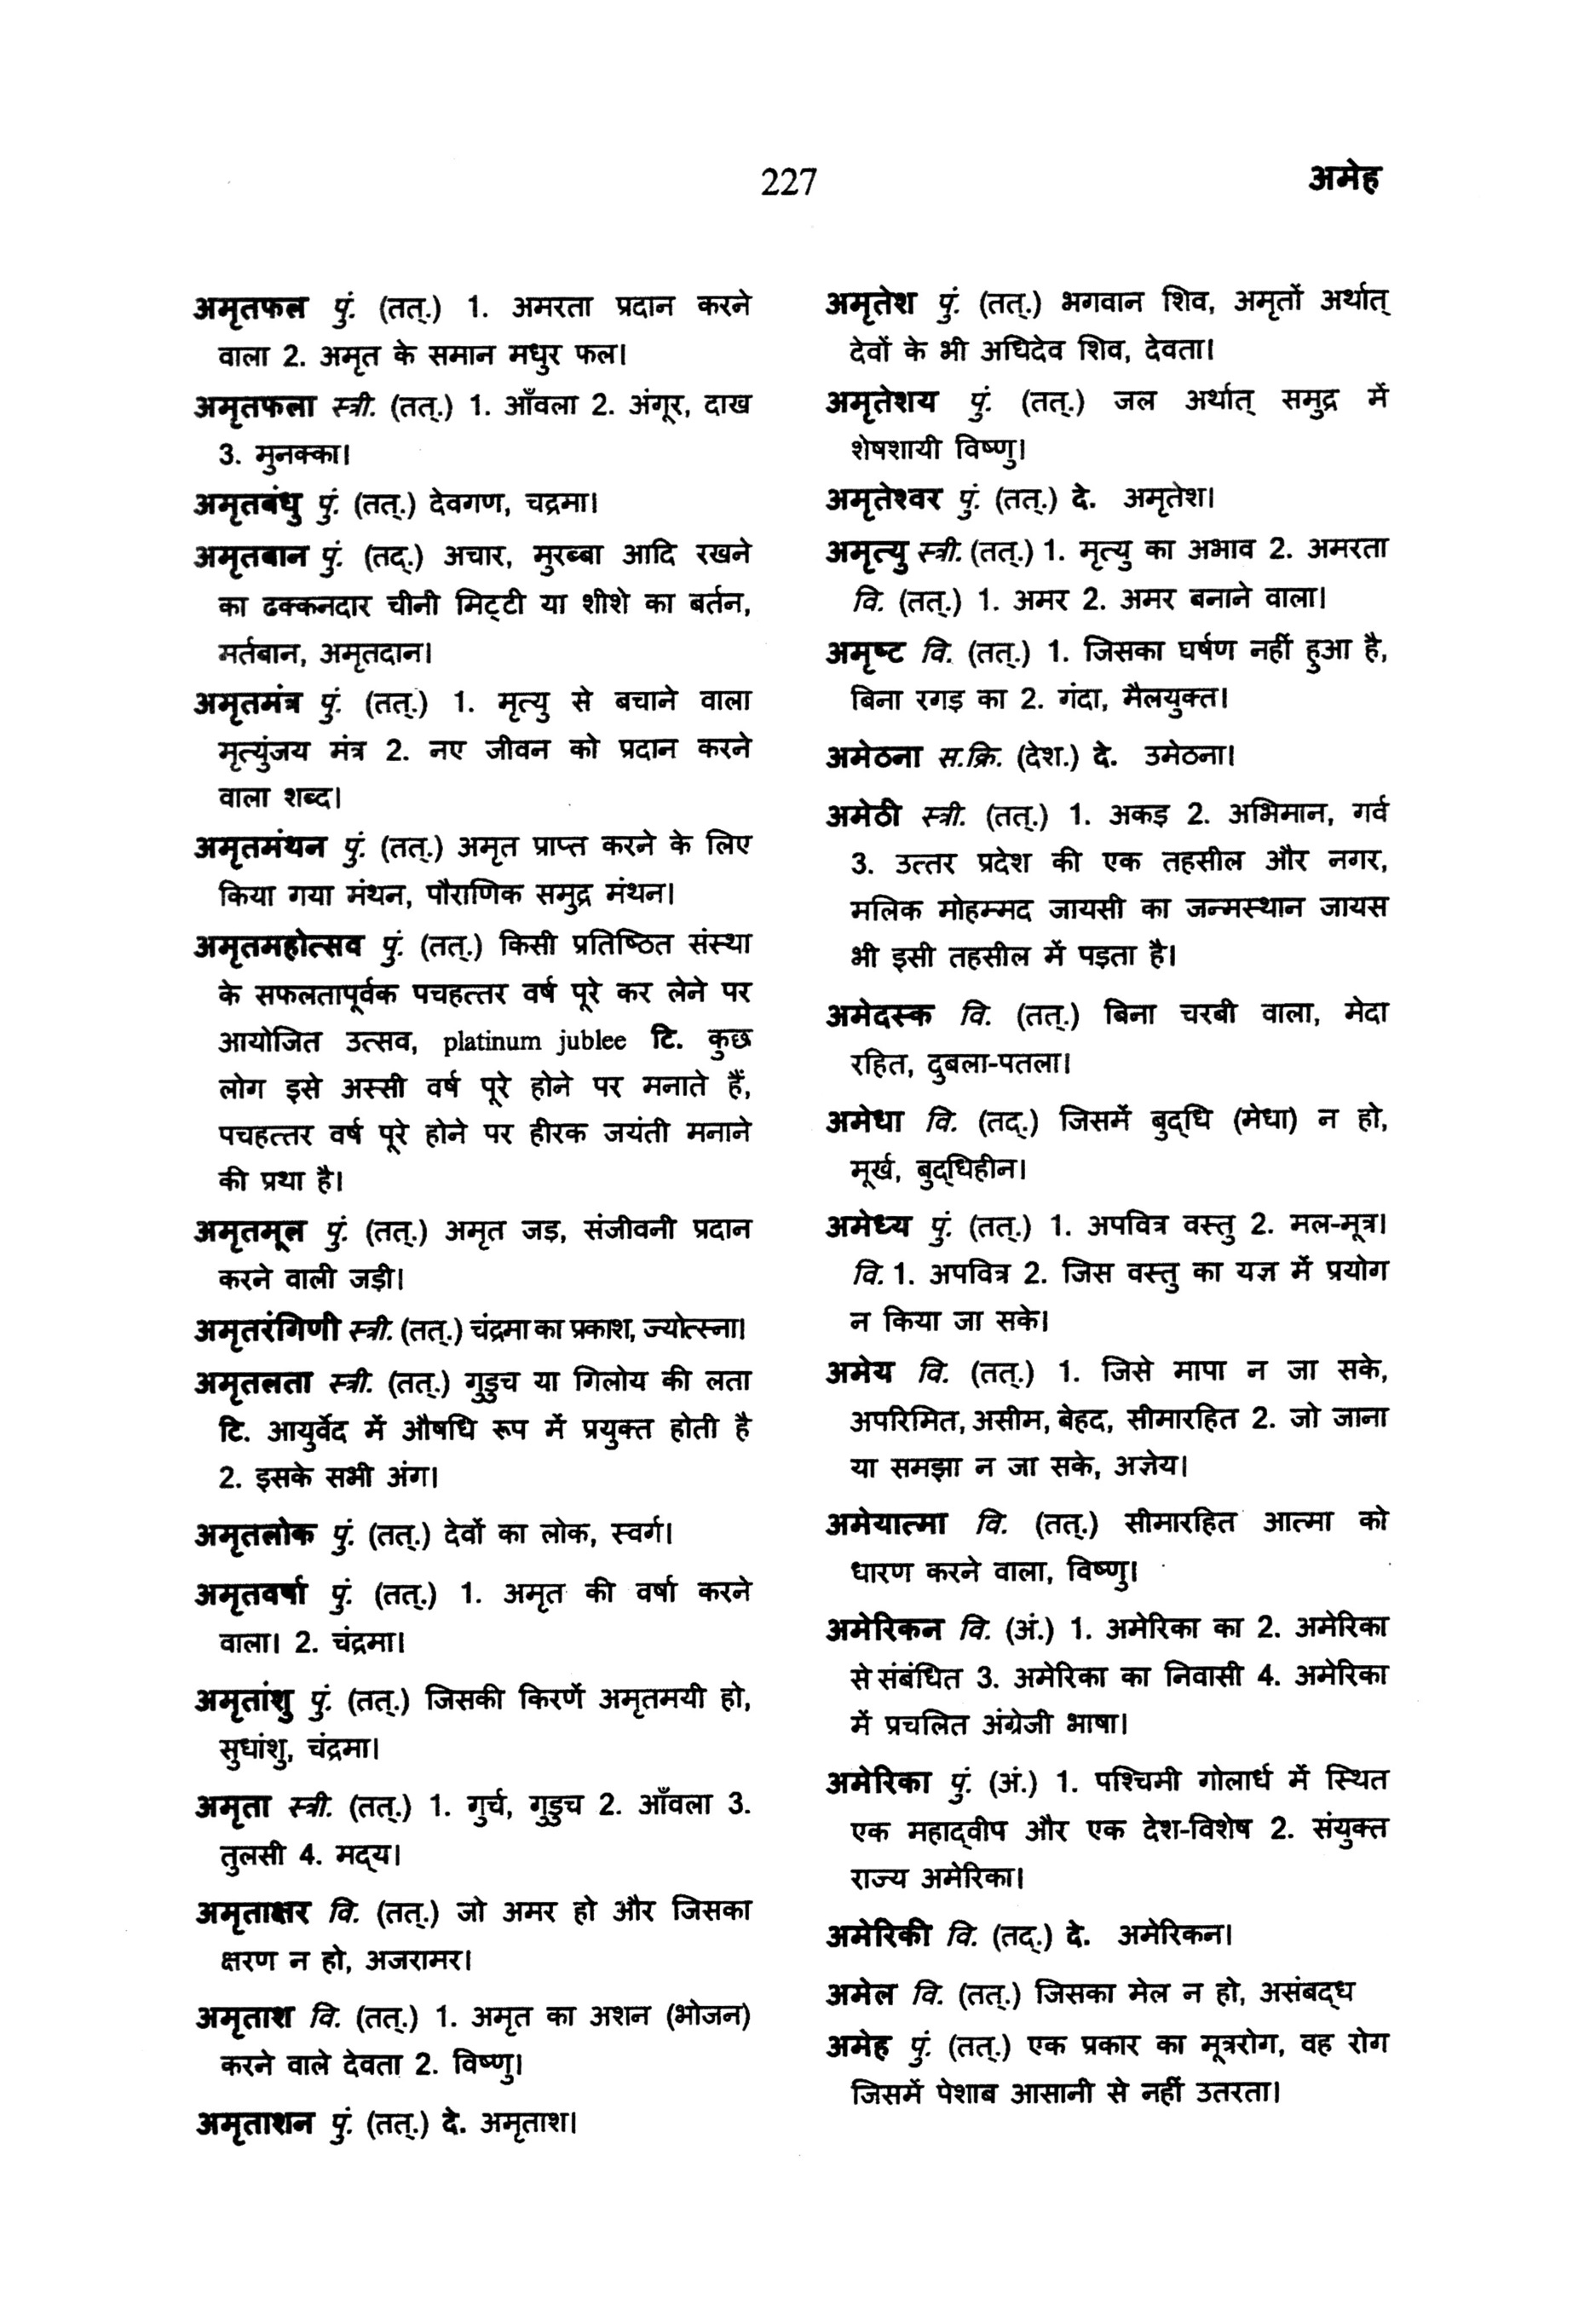 227
अमेह
अमृतफल पुं. (तत्.) 1. अमरता प्रदान करने
वाला 2. अमृत के समान मधुर फल।
अमृतफला स्त्री. (तत्.) 1. आँवला 2. अंगूर, दाख
3. मुनक्का।
अमृतबंधु पुं. (तत्.) देवगण, चद्रमा।
अमृतबान पुं. (तद्.) अचार, मुरब्बा आदि रखने
का ढक्कनदार चीनी मिट्टी या शीशे का बर्तन,
मर्तबान, अमृतदान।
अमृतमंत्र पुं. (तत्.) 1. मृत्यु से बचाने वाला
मृत्युंजय मंत्र 2. नए जीवन को प्रदान करने
वाला शब्द।
अमृतमंथन पुं. (तत्.) अमृत प्राप्त करने के लिए
किया गया मंथन, पौराणिक समुद्र मंथन।
अमृतमहोत्सव पुं. (तत्.) किसी प्रतिष्ठित संस्था
के सफलतापूर्वक पचहत्तर वर्ष पूरे कर लेने पर
आयोजित उत्सव, platinum jublee टि. कुछ
लोग इसे अस्सी वर्ष पूरे होने पर मनाते हैं,
पचहत्तर वर्ष पूरे होने पर हीरक जयंती मनाने
की प्रथा है।
अमृतमूल पुं. (तत्.) अमृत जड़, संजीवनी प्रदान
करने वाली जड़ी।
अमृतरंगिणी स्त्री. (तत्.) चंद्रमा का प्रकाश, ज्योत्स्ना।
अमृतलता स्त्री. (तत्.) गुडुच या गिलोय की लता
टि. आयुर्वेद में औषधि रूप में प्रयुक्त होती है
2. इसके सभी अंग।
अमृतलोक पुं. (तत्.) देवों का लोक, स्वर्ग।
अमृतवर्षा पुं. (तत्.) 1. अमृत की वर्षा करने
वाला। 2. चंद्रमा।
अमृतांशु पुं. (तत्.) जिसकी किरणें अमृतमयी हो,
सुधांशु, चंद्रमा।
अमृता स्त्री. (तत्.) 1. गुर्च, गुडुच 2. आँवला 3.
तुलसी 4. मद्य।
अमृताक्षर वि. (तत्.) जो अमर हो और जिसका
क्षरण न हो, अजरामर।
अमृताश वि. (तत्.) 1. अमृत का अशन (भोजन)
करने वाले देवता 2. विष्णु।
अमृताशन पुं. (तत्.) दे. अमृताश।
अमृतेश पुं. (तत्.) भगवान शिव, अमृतों अर्थात्
देवों के भी अधिदेव शिव, देवता।
अमृतेशय पुं. (तत्.) जल अर्थात् समुद्र में
शेषशायी विष्णु।
अमृतेश्वर पुं. (तत्.) दे. अमृतेश।
अमृत्यु स्त्री. (तत्.) 1. मृत्यु का अभाव 2. अमरता
वि. (तत्.) 1. अमर 2. अमर बनाने वाला।
अमृष्ट वि. (तत्.) 1. जिसका घर्षण नहीं हुआ है,
बिना रगड़ का 2. गंदा, मैलयुक्त।
अमेठना स.क्रि. (देश.) दे. उमेठना।
अमेठी स्त्री. (तत्.) 1. अकड़ 2. अभिमान, गर्व
3. उत्तर प्रदेश की एक तहसील और नगर,
मलिक मोहम्मद जायसी का जन्मस्थान जायस
भी इसी तहसील में पड़ता है।
अमेदस्क वि. (तत्.) बिना चरबी वाला, मेदा
रहित, दुबला-पतला।
अमेधा वि. (तद्.) जिसमें बुद्धि (मेधा) न हो,
मूर्ख, बुद्धिहीन।
अमेध्य पुं. (तत्.) 1. अपवित्र वस्तु 2. मल-मूत्र।
वि. 1. अपवित्र 2. जिस वस्तु का यज्ञ में प्रयोग
न किया जा सके।
अमेय वि. (तत्.) 1. जिसे मापा न जा सके,
अपरिमित, असीम, बेहद, सीमारहित 2. जो जाना
या समझा न जा सके, अज्ञेय।
अमेयात्मा वि. (तत्.) सीमारहित आत्मा को
धारण करने वाला, विष्णु।
अमेरिकन वि. (अं.) 1. अमेरिका का 2. अमेरिका
से संबंधित 3. अमेरिका का निवासी 4. अमेरिका
में प्रचलित अंग्रेजी भाषा।
अमेरिका पुं. (अं.) 1. पश्चिमी गोलार्ध में स्थित
एक महाद्वीप और एक देश-विशेष 2. संयुक्त
राज्य अमेरिका।
अमेरिकी वि. (तद्.) दे. अमेरिकन।
अमेल वि. (तत्.) जिसका मेल न हो, असंबद्ध
अमेह पुं. (तत्.) एक प्रकार का मूत्ररोग, वह रोग
जिसमें पेशाब आसानी से नहीं उतरता।